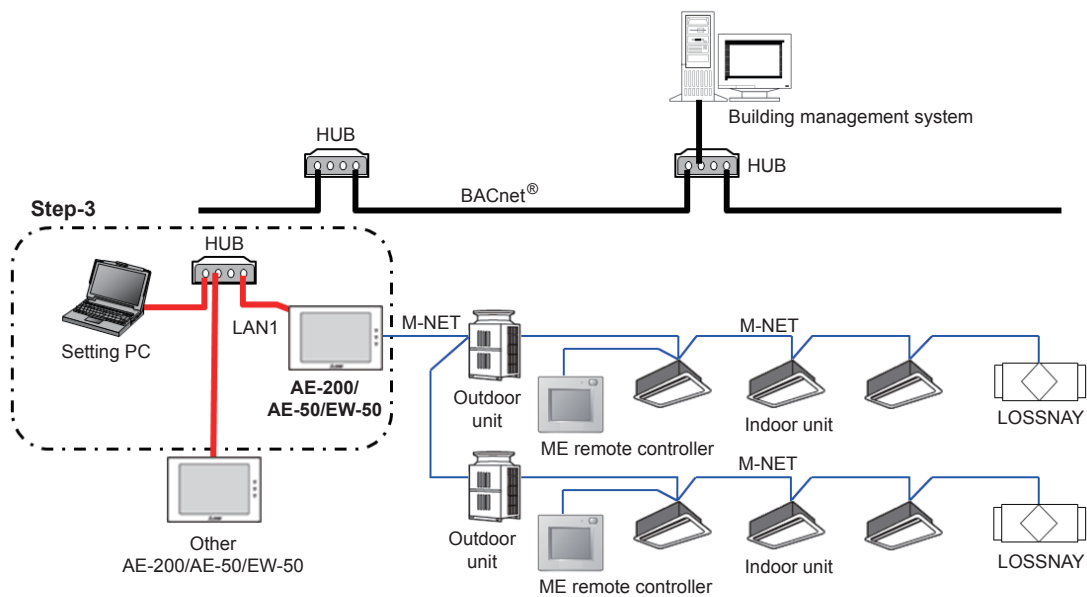 Building management system
HUB
HUB
BACnet®
Step-3
HUB
LAN1
Setting PC
AE-200/
AE-50/EW-50
M-NET
M-NET
Outdoor
unit
ME remote controller
Indoor unit
LOSSNAY
M-NET
Outdoor
unit
ME remote controller
Indoor unit
LOSSNAY
Other
AE-200/AE-50/EW-50